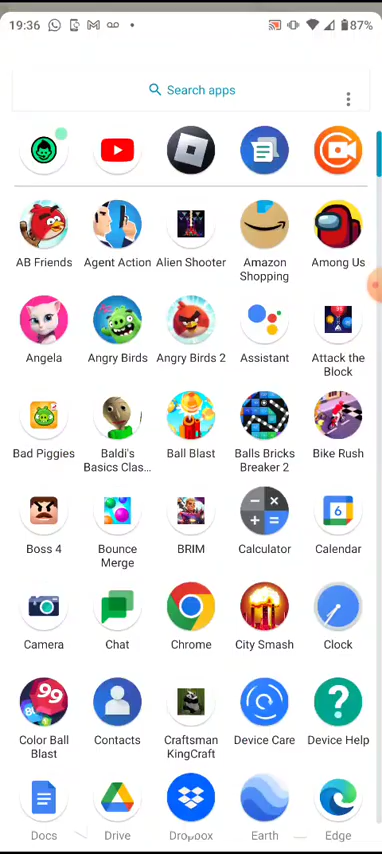 19:36 87%
Search apps
AB Friends Agent Action Alien Shooter Amazon Shopping Among Us
Angela Angry Birds Angry Birds 2 Assistant Attack the Block
Bad Piggies Baldi's Basics Clas... Ball Blast Balls Bricks Breaker 2 Bike Rush
Boss 4 Bounce Merge BRIM Calculator Calendar
6
Camera Chat Chrome City Smash Clock
99
Color Ball Blast Contacts Craftsman KingCraft Device Care Device Help
Docs Drive Dropbox Earth Edge